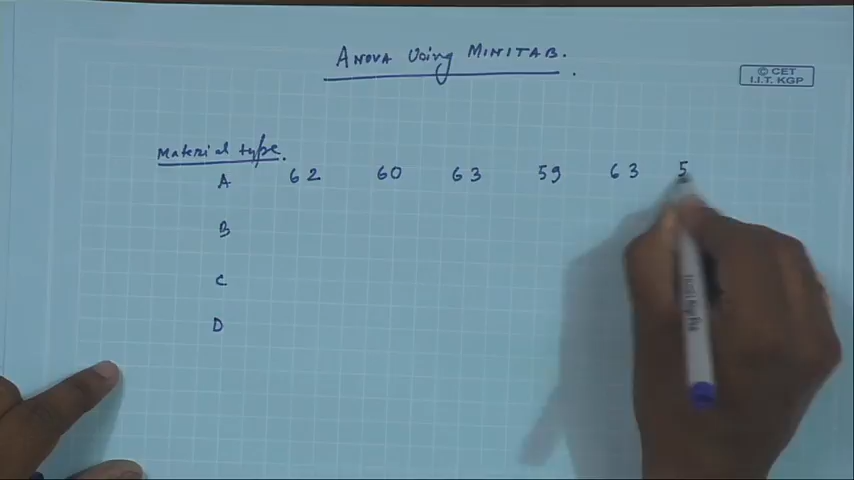 ANOVA Using MINITAB.
© CET
I.I.T. KGP
Material type.
A 62 60 63 59 63 5
B
C
D